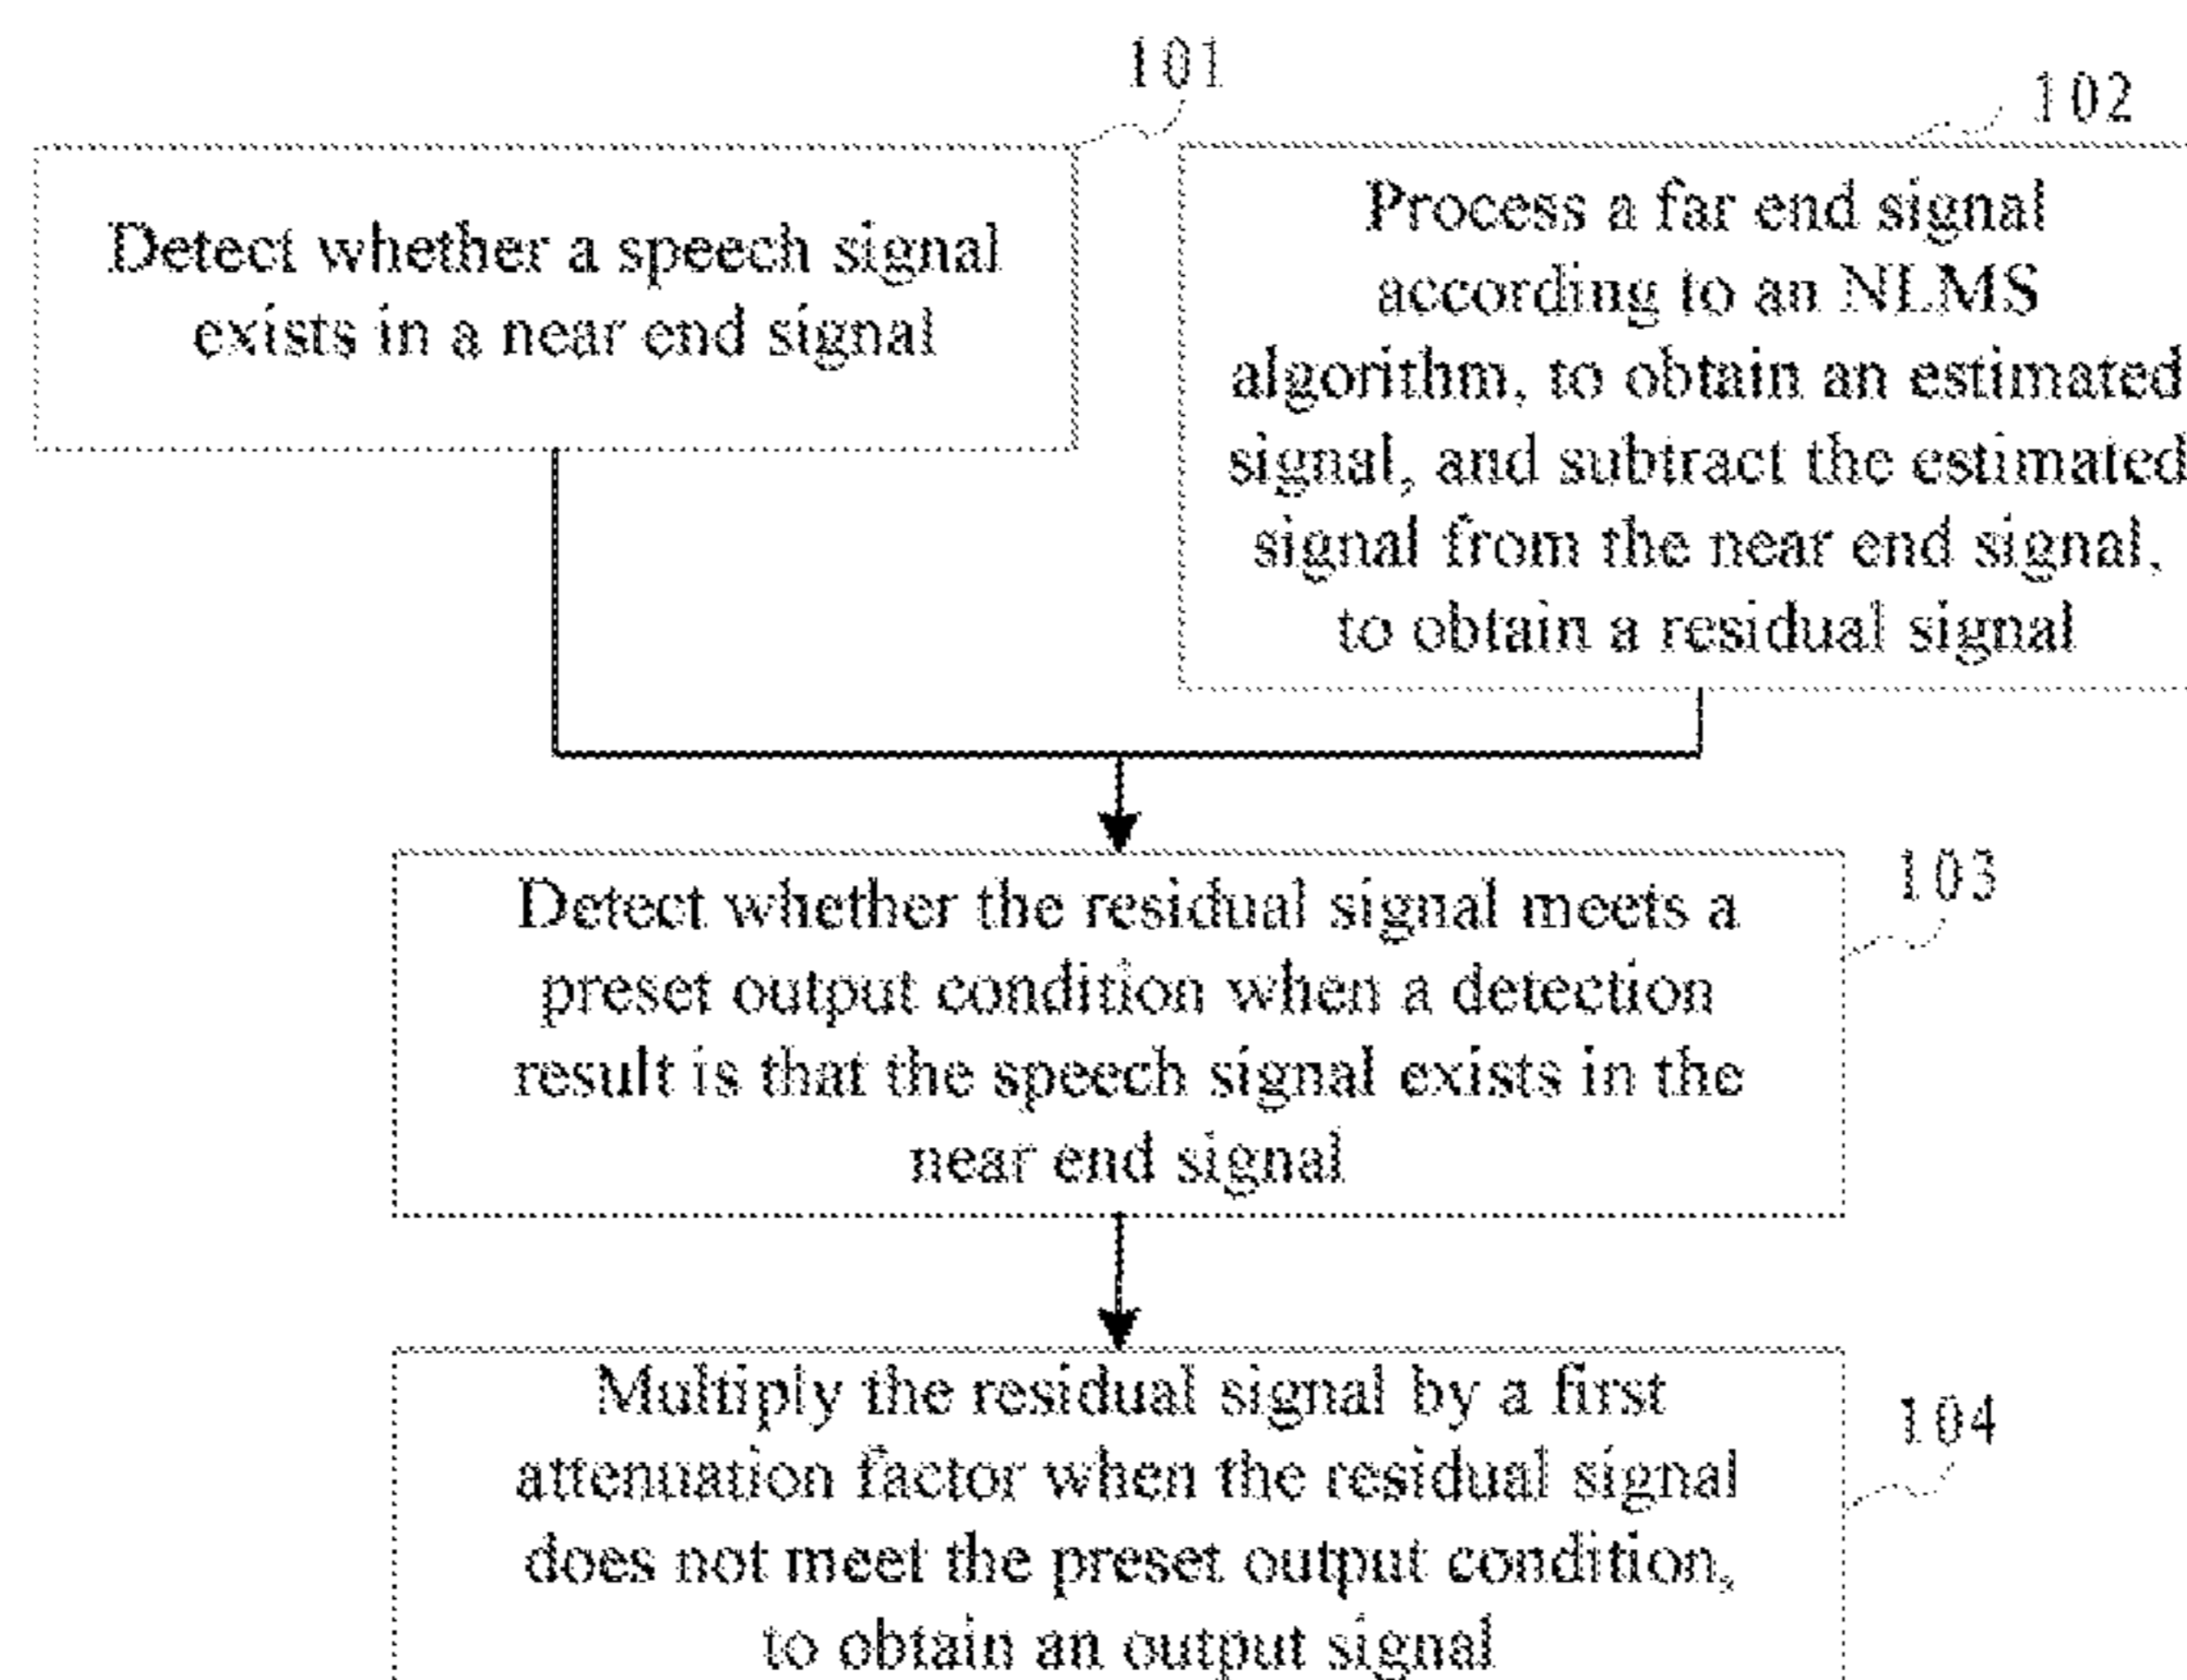 101
Detect whether a speech signal
exists in a near end signal
102
Process a far end signal
according to an NLMS
algorithm, to obtain an estimated
signal, and subtract the estimated
signal from the near end signal,
to obtain a residual signal
103
Detect whether the residual signal meets a
preset output condition when a detection
result is that the speech signal exists in the
near end signal
104
Multiply the residual signal by a first
attenuation factor when the residual signal
does not meet the preset output condition,
to obtain an output signal